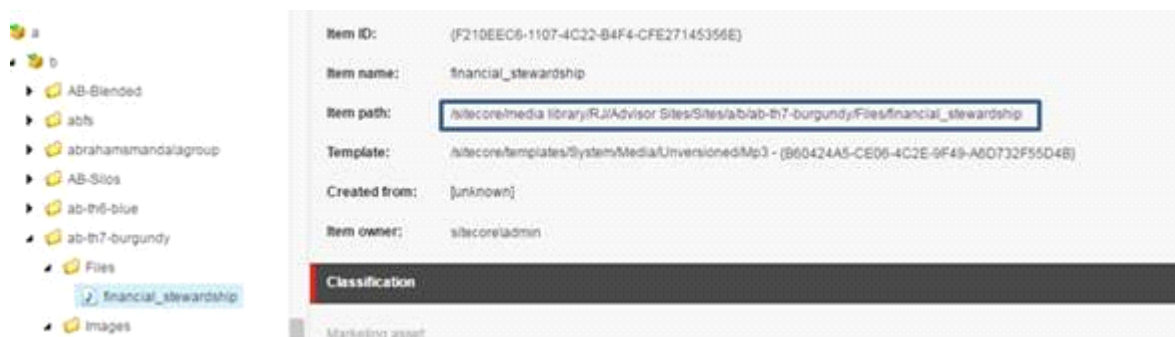 a
b
AB-Blended
abfs
abrahamsmandalagroup
AB-Silos
ab-th6-blue
ab-th7-burgundy
Files
financial_stewardship
Images
Item ID: {F210EEC6-1107-4C22-B4F4-CFE27145356E}
Item name: financial_stewardship
Item path: /sitecore/media library/RJ/Advisor Sites/Sites/a/b/ab-th7-burgundy/Files/financial_stewardship
Template: /sitecore/templates/System/Media/Unversioned/Mp3 - {B60424A5-CE06-4C2E-9F49-A6D732F55D4B}
Created from: [unknown]
Item owner: sitecore\admin
Classification
Marketing asset